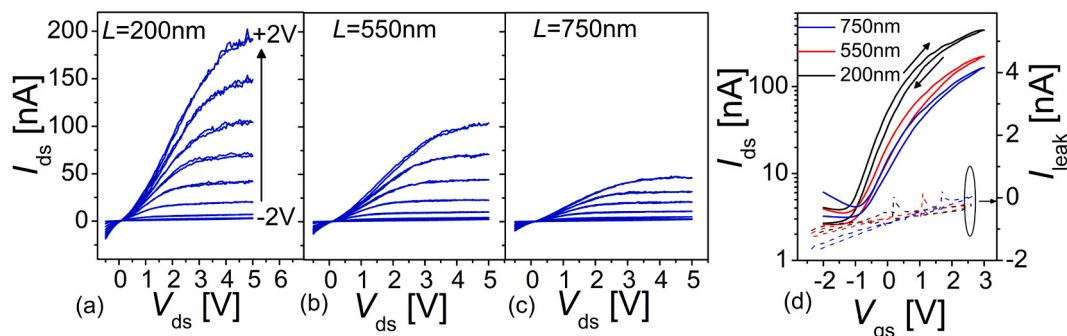 L=200nm
+2V
-2V
200
150
100
50
0
I_ds [nA]
0 1 2 3 4 5 6
(a) V_ds [V]
L=550nm
0 1 2 3 4 5
(b) V_ds [V]
L=750nm
0 1 2 3 4 5
(c) V_ds [V]
750nm
550nm
200nm
100
10
1
I_ds [nA]
4
2
0
-2
I_leak [nA]
-2 -1 0 1 2 3
(d) V_gs [V]